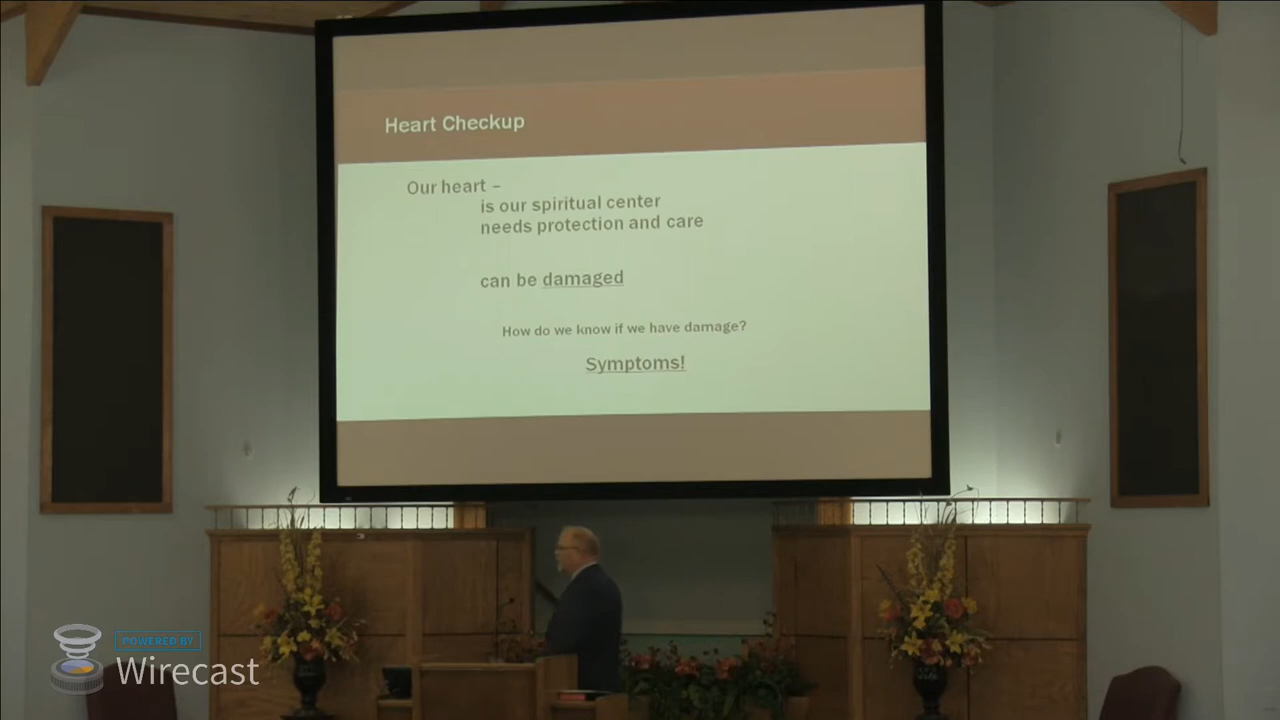 Heart Checkup
Our heart –
is our spiritual center
needs protection and care
can be damaged
How do we know if we have damage?
Symptoms!
POWERED BY
Wirecast